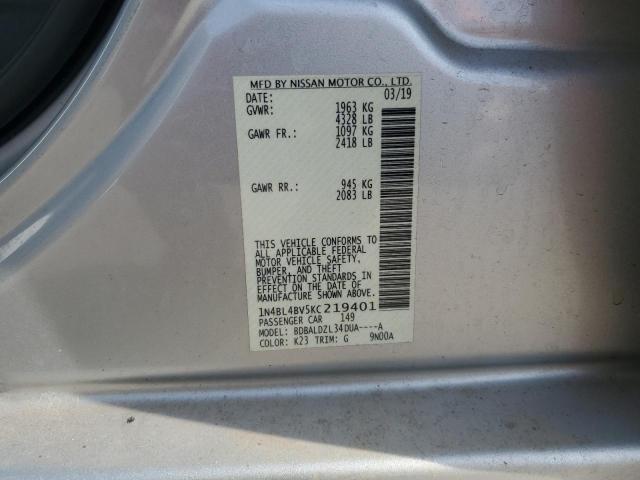 MFD BY NISSAN MOTOR CO., LTD.
DATE: 03/19
GVWR: 1963 KG
4328 LB
GAWR FR.: 1097 KG
2418 LB
GAWR RR.: 945 KG
2083 LB
THIS VEHICLE CONFORMS TO
ALL APPLICABLE FEDERAL
MOTOR VEHICLE SAFETY,
BUMPER, AND THEFT
PREVENTION STANDARDS IN
EFFECT ON THE DATE OF
MANUFACTURE SHOWN ABOVE.
1N4BL4BV5KC219401
PASSENGER CAR 149
MODEL: BDBALDZL34DUA----A
COLOR: K23 TRIM: G 9N00A